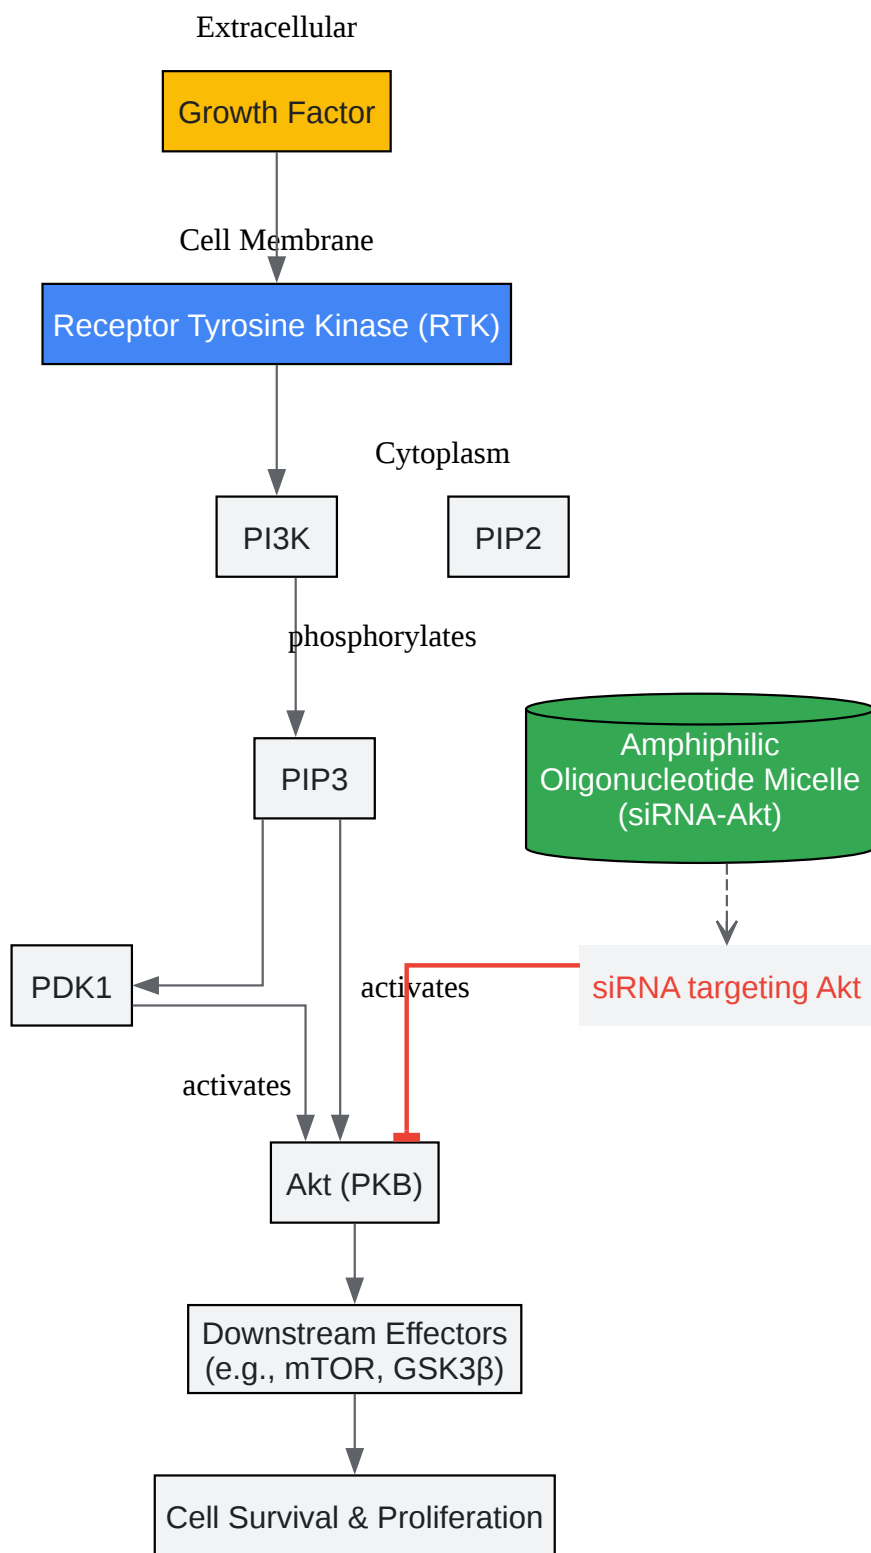 Extracellular
Growth Factor
Cell Membrane
Receptor Tyrosine Kinase (RTK)
Cytoplasm
PI3K
PIP2
phosphorylates
PIP3
Amphiphilic
Oligonucleotide Micelle
(siRNA-Akt)
PDK1
activates
siRNA targeting Akt
activates
Akt (PKB)
Downstream Effectors
(e.g., mTOR, GSK3β)
Cell Survival & Proliferation